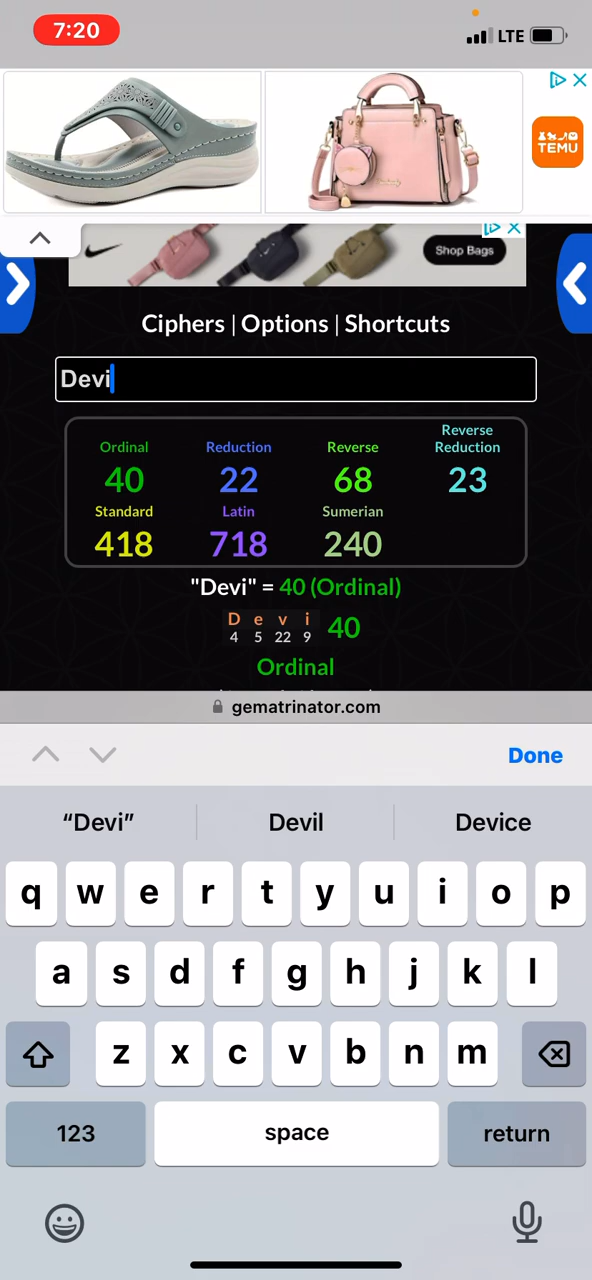 7:20
LTE
TEMU
Shop Bags
Ciphers | Options | Shortcuts
Devi
Ordinal Reduction Reverse Reverse Reduction
40 22 68 23
Standard Latin Sumerian
418 718 240
"Devi" = 40 (Ordinal)
D e v i 40
4 5 22 9
Ordinal
gematrinator.com
Done
“Devi” Devil Device
q w e r t y u i o p
a s d f g h j k l
z x c v b n m
123 space return